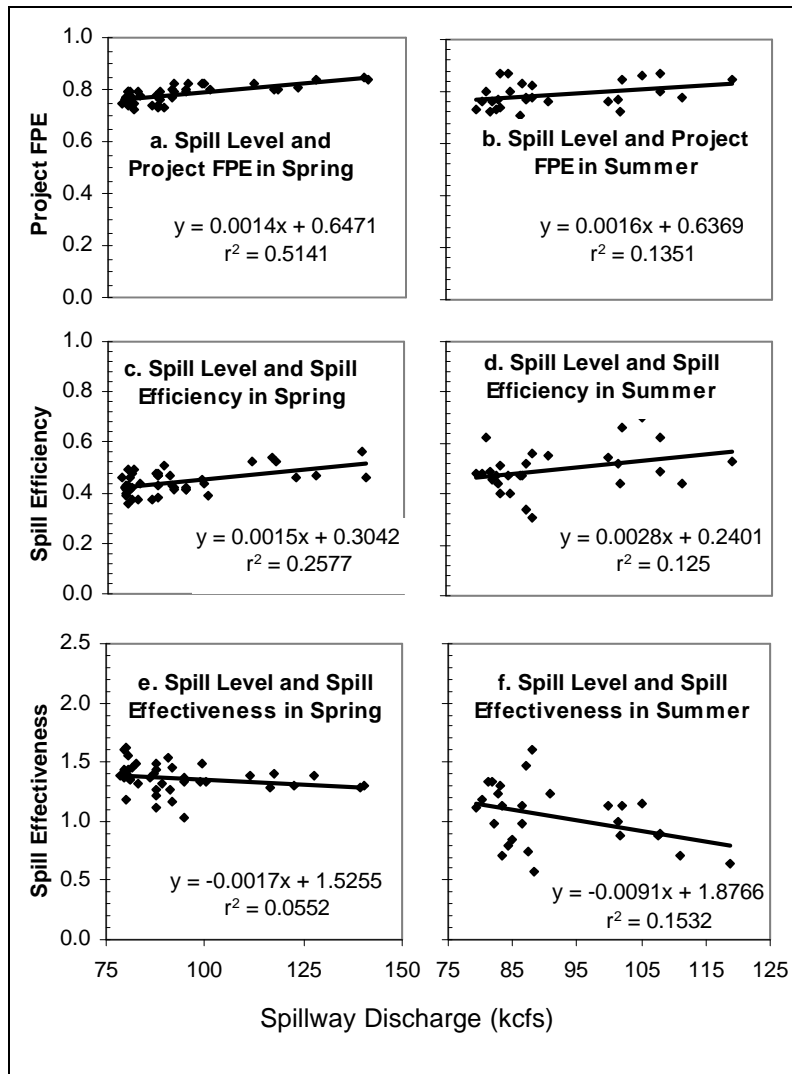 1.0
0.8
0.6
0.4
0.2
0.0
Project FPE
a. Spill Level and
Project FPE in Spring
y = 0.0014x + 0.6471
r² = 0.5141
b. Spill Level and Project
FPE in Summer
y = 0.0016x + 0.6369
r² = 0.1351
1.0
0.8
0.6
0.4
0.2
0.0
Spill Efficiency
c. Spill Level and Spill
Efficiency in Spring
y = 0.0015x + 0.3042
r² = 0.2577
d. Spill Level and Spill
Efficiency in Summer
y = 0.0028x + 0.2401
r² = 0.125
2.5
2.0
1.5
1.0
0.5
0.0
Spill Effectiveness
e. Spill Level and Spill
Effectiveness in Spring
y = -0.0017x + 1.5255
r² = 0.0552
f. Spill Level and Spill
Effectiveness in Summer
y = -0.0091x + 1.8766
r² = 0.1532
75 100 125 150
75 85 95 105 115 125
Spillway Discharge (kcfs)